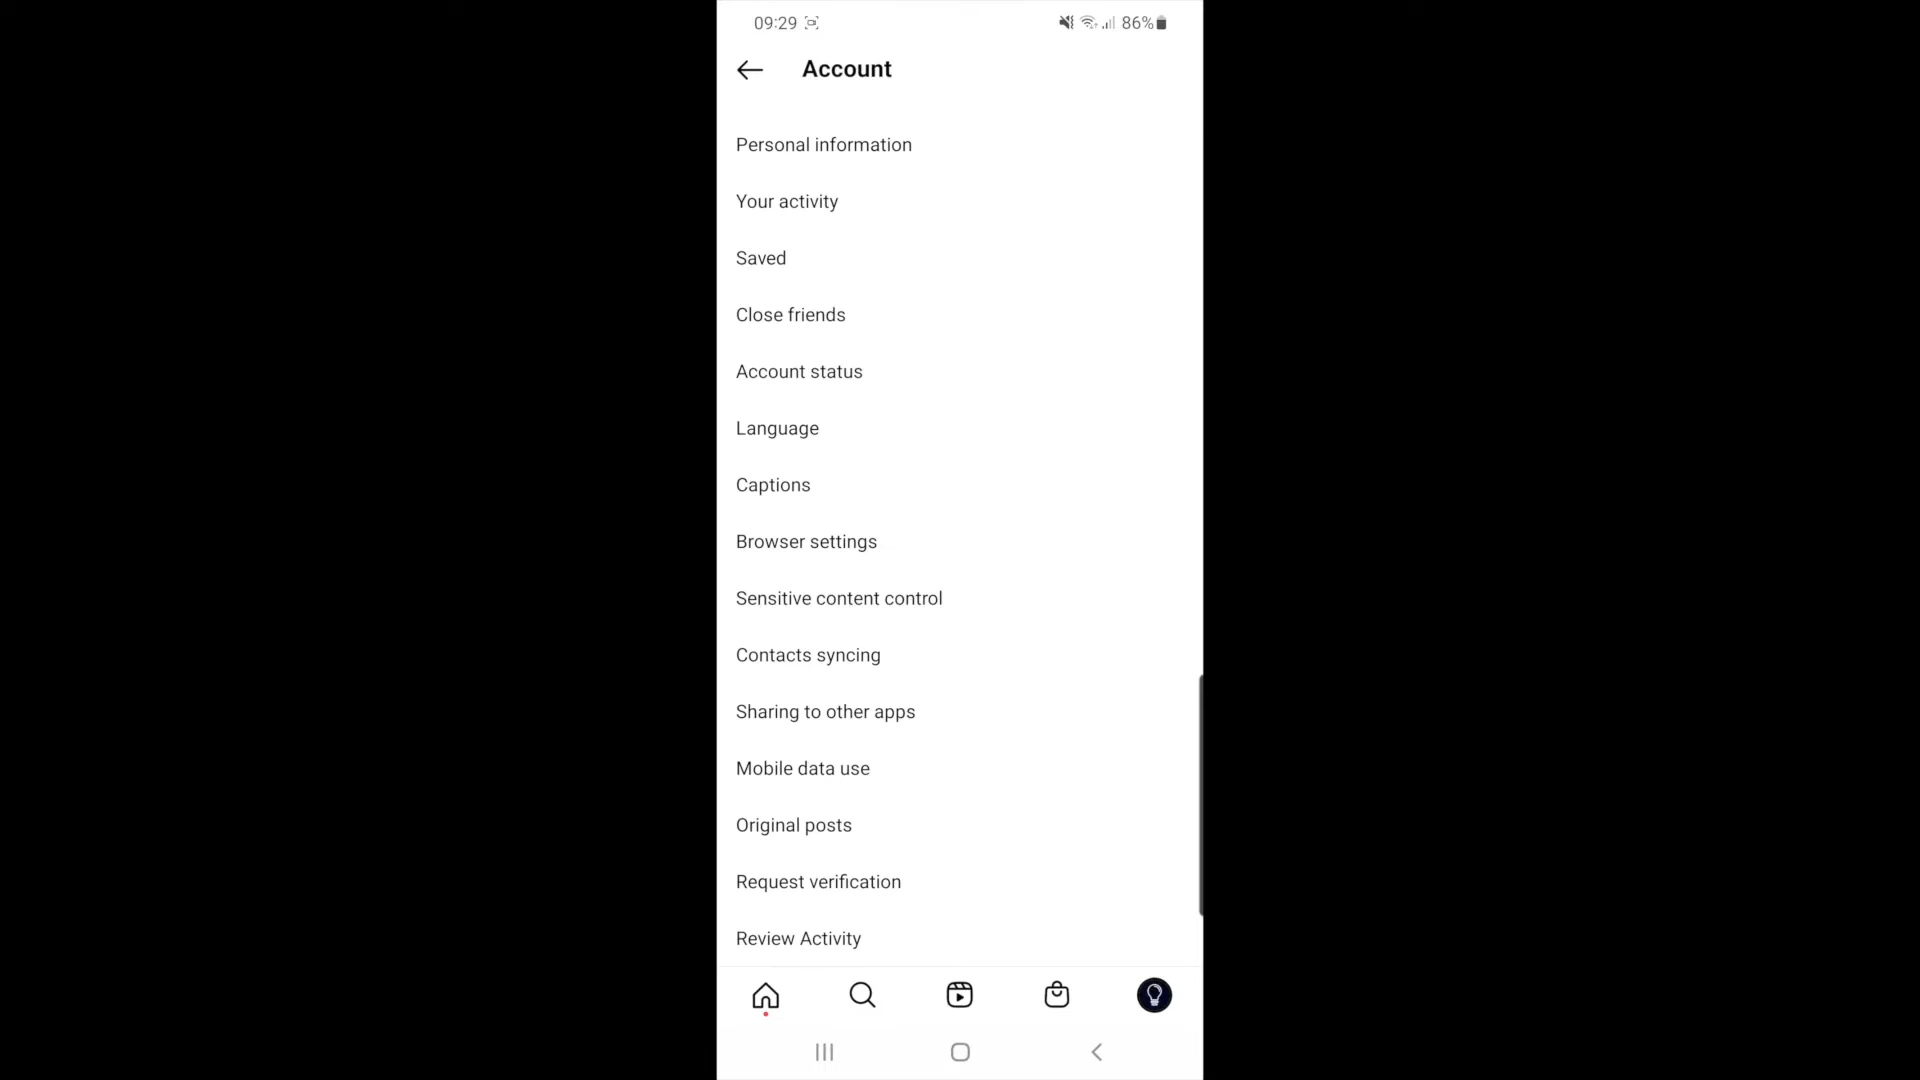 09:29 86%
Account
Personal information
Your activity
Saved
Close friends
Account status
Language
Captions
Browser settings
Sensitive content control
Contacts syncing
Sharing to other apps
Mobile data use
Original posts
Request verification
Review Activity